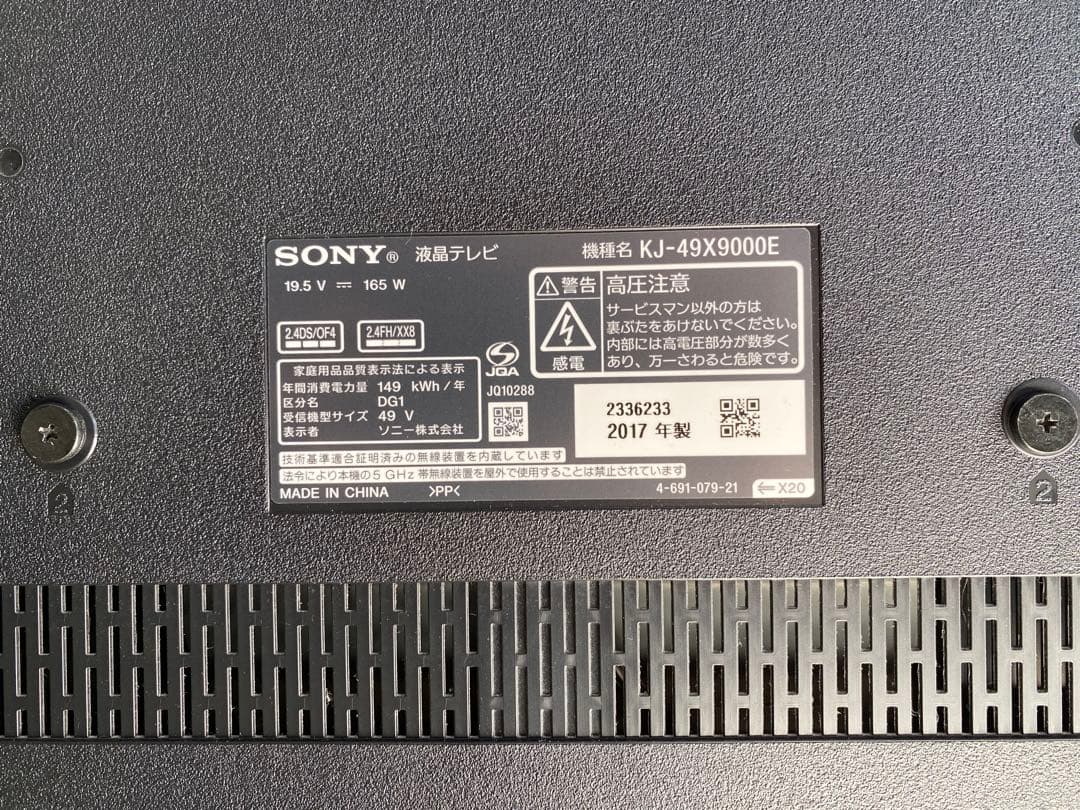 SONY® 液晶テレビ
機種名 KJ-49X9000E
19.5 V ⎓ 165 W
2.4DS/OF4
2.4FH/XX8
⚠警告 高圧注意
感電
サービスマン以外の方は
裏ぶたをあけないでください。
内部には高電圧部分が数多く
あり、万一さわると危険です。
家庭用品品質表示法による表示
年間消費電力量 149 kWh/年
区分名 DG1
受信機型サイズ 49 V
表示者 ソニー株式会社
JQA
JQ10288
2336233
2017 年製
技術基準適合証明済みの無線装置を内蔵しています
法令により本機の5 GHz 帯無線装置を屋外で使用することは禁止されています
MADE IN CHINA >PP< 4-691-079-21 ⇐ X20
2
2